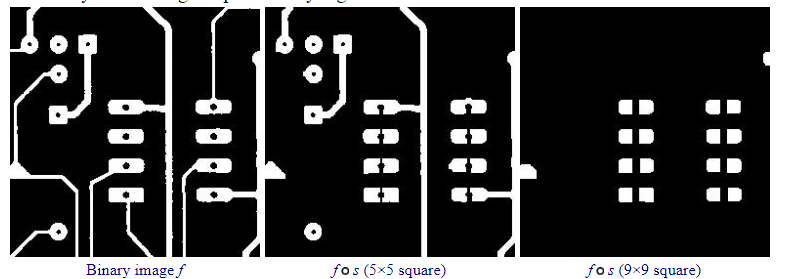 Binary image f
f o s (5×5 square)
f o s (9×9 square)